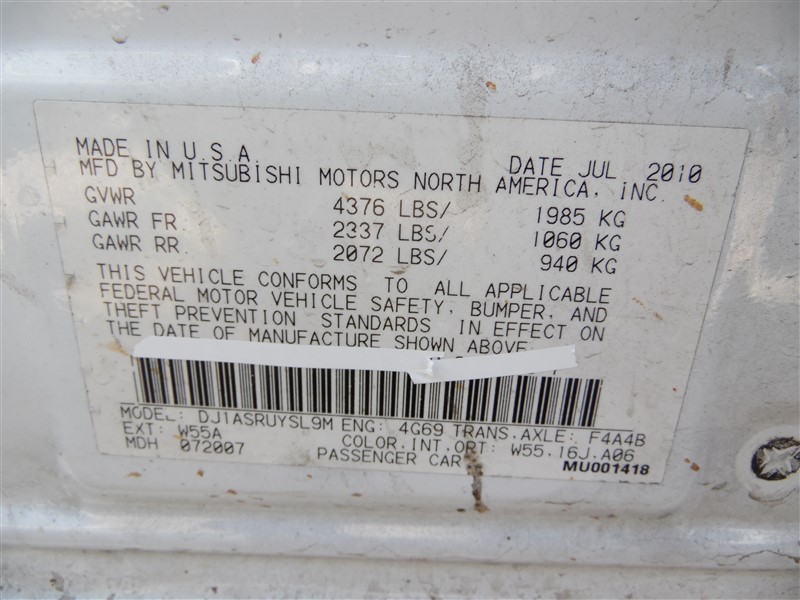 MADE IN U.S.A. DATE JUL 2010
MFD BY MITSUBISHI MOTORS NORTH AMERICA, INC.
GVWR 4376 LBS/ 1985 KG
GAWR FR. 2337 LBS/ 1060 KG
GAWR RR. 2072 LBS/ 940 KG
THIS VEHICLE CONFORMS TO ALL APPLICABLE
FEDERAL MOTOR VEHICLE SAFETY, BUMPER, AND
THEFT PREVENTION STANDARDS IN EFFECT ON
THE DATE OF MANUFACTURE SHOWN ABOVE.
MODEL: DJ1ASRUYSL9M ENG: 4G69 TRANS.AXLE: F4A4B
EXT: W55A COLOR.INT.ORT: W55.16J.A06
MDH 072007 PASSENGER CAR
MU001418